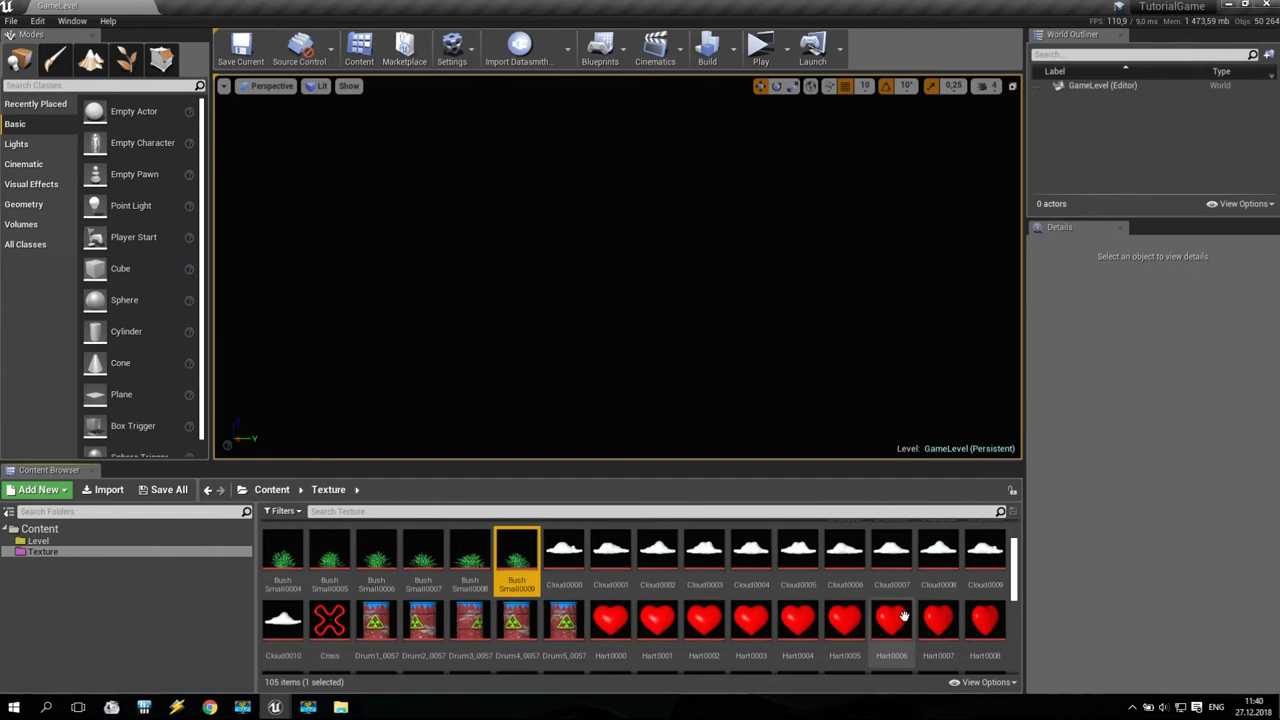 GameLevel
TutorialGame
File Edit Window Help
FPS: 110,9 / 9,0 ms Mem: 1 473,59 mb Objs: 50 264
Modes
Search Classes
Recently Placed
Basic
Lights
Cinematic
Visual Effects
Geometry
Volumes
All Classes
Empty Actor
Empty Character
Empty Pawn
Point Light
Player Start
Cube
Sphere
Cylinder
Cone
Plane
Box Trigger
Sphere Trigger
Save Current
Source Control
Content
Marketplace
Settings
Import Datasmith...
Blueprints
Cinematics
Build
Play
Launch
Perspective Lit Show
10 10° 0,25 4
Y
Level: GameLevel (Persistent)
World Outliner
Search...
Label Type
GameLevel (Editor) World
0 actors View Options
Details
Select an object to view details.
Content Browser
Add New Import Save All Content Texture
Search Folders
Content
Level
Texture
Filters Search Texture
Bush Small0004
Bush Small0005
Bush Small0006
Bush Small0007
Bush Small0008
Bush Small0009
Cloud0000
Cloud0001
Cloud0002
Cloud0003
Cloud0004
Cloud0005
Cloud0006
Cloud0007
Cloud0008
Cloud0009
Cloud0010
Cross
Drum1_0057
Drum2_0057
Drum3_0057
Drum4_0057
Drum5_0057
Hart0000
Hart0001
Hart0002
Hart0003
Hart0004
Hart0005
Hart0006
Hart0007
Hart0008
105 items (1 selected) View Options
ENG
11:40
27.12.2018